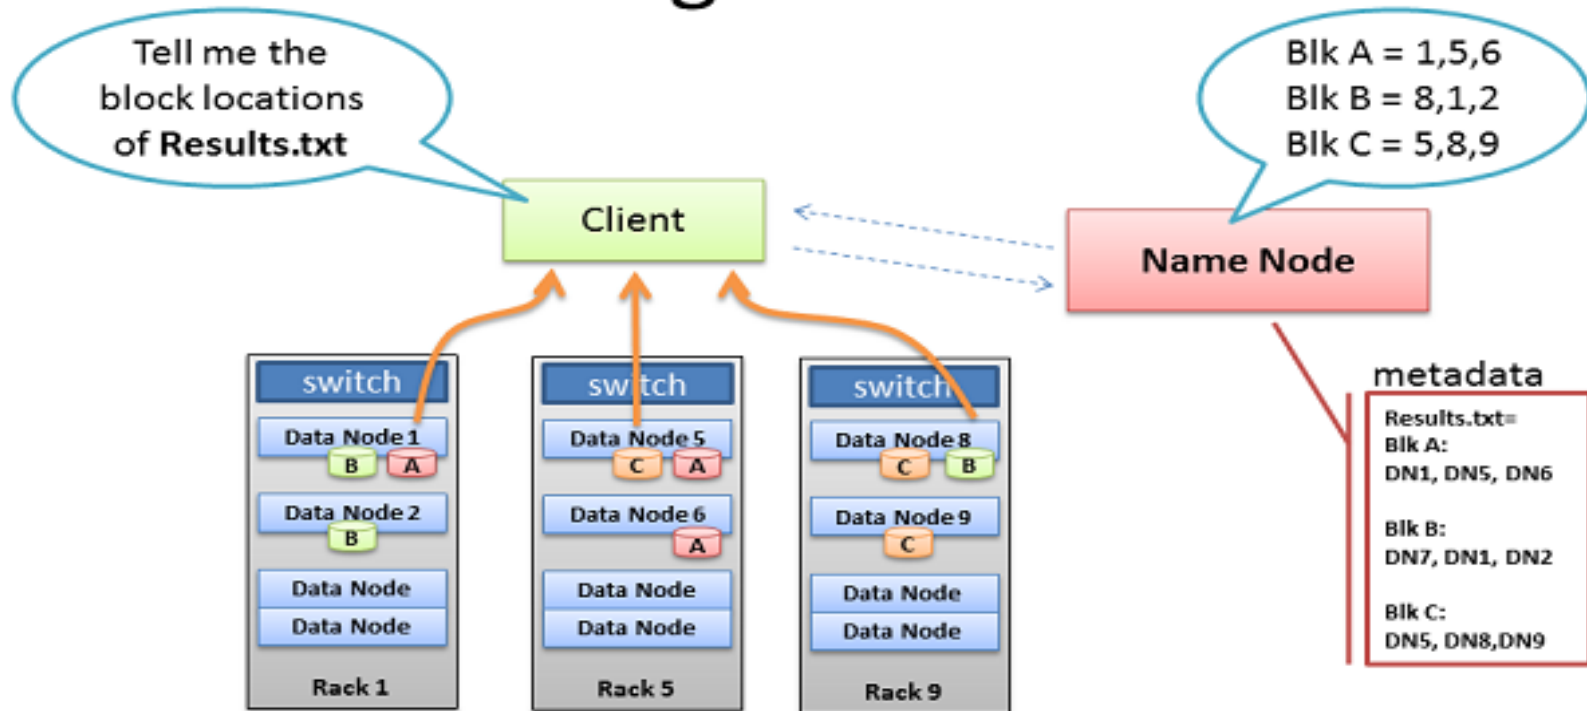 Tell me the
block locations
of Results.txt
Blk A = 1,5,6
Blk B = 8,1,2
Blk C = 5,8,9
Client
Name Node
switch
Data Node 1
B A
Data Node 2
B
Data Node
Data Node
Rack 1
switch
Data Node 5
C A
Data Node 6
A
Data Node
Data Node
Rack 5
switch
Data Node 8
C B
Data Node 9
C
Data Node
Data Node
Rack 9
metadata
Results.txt=
Blk A:
DN1, DN5, DN6
Blk B:
DN7, DN1, DN2
Blk C:
DN5, DN8,DN9